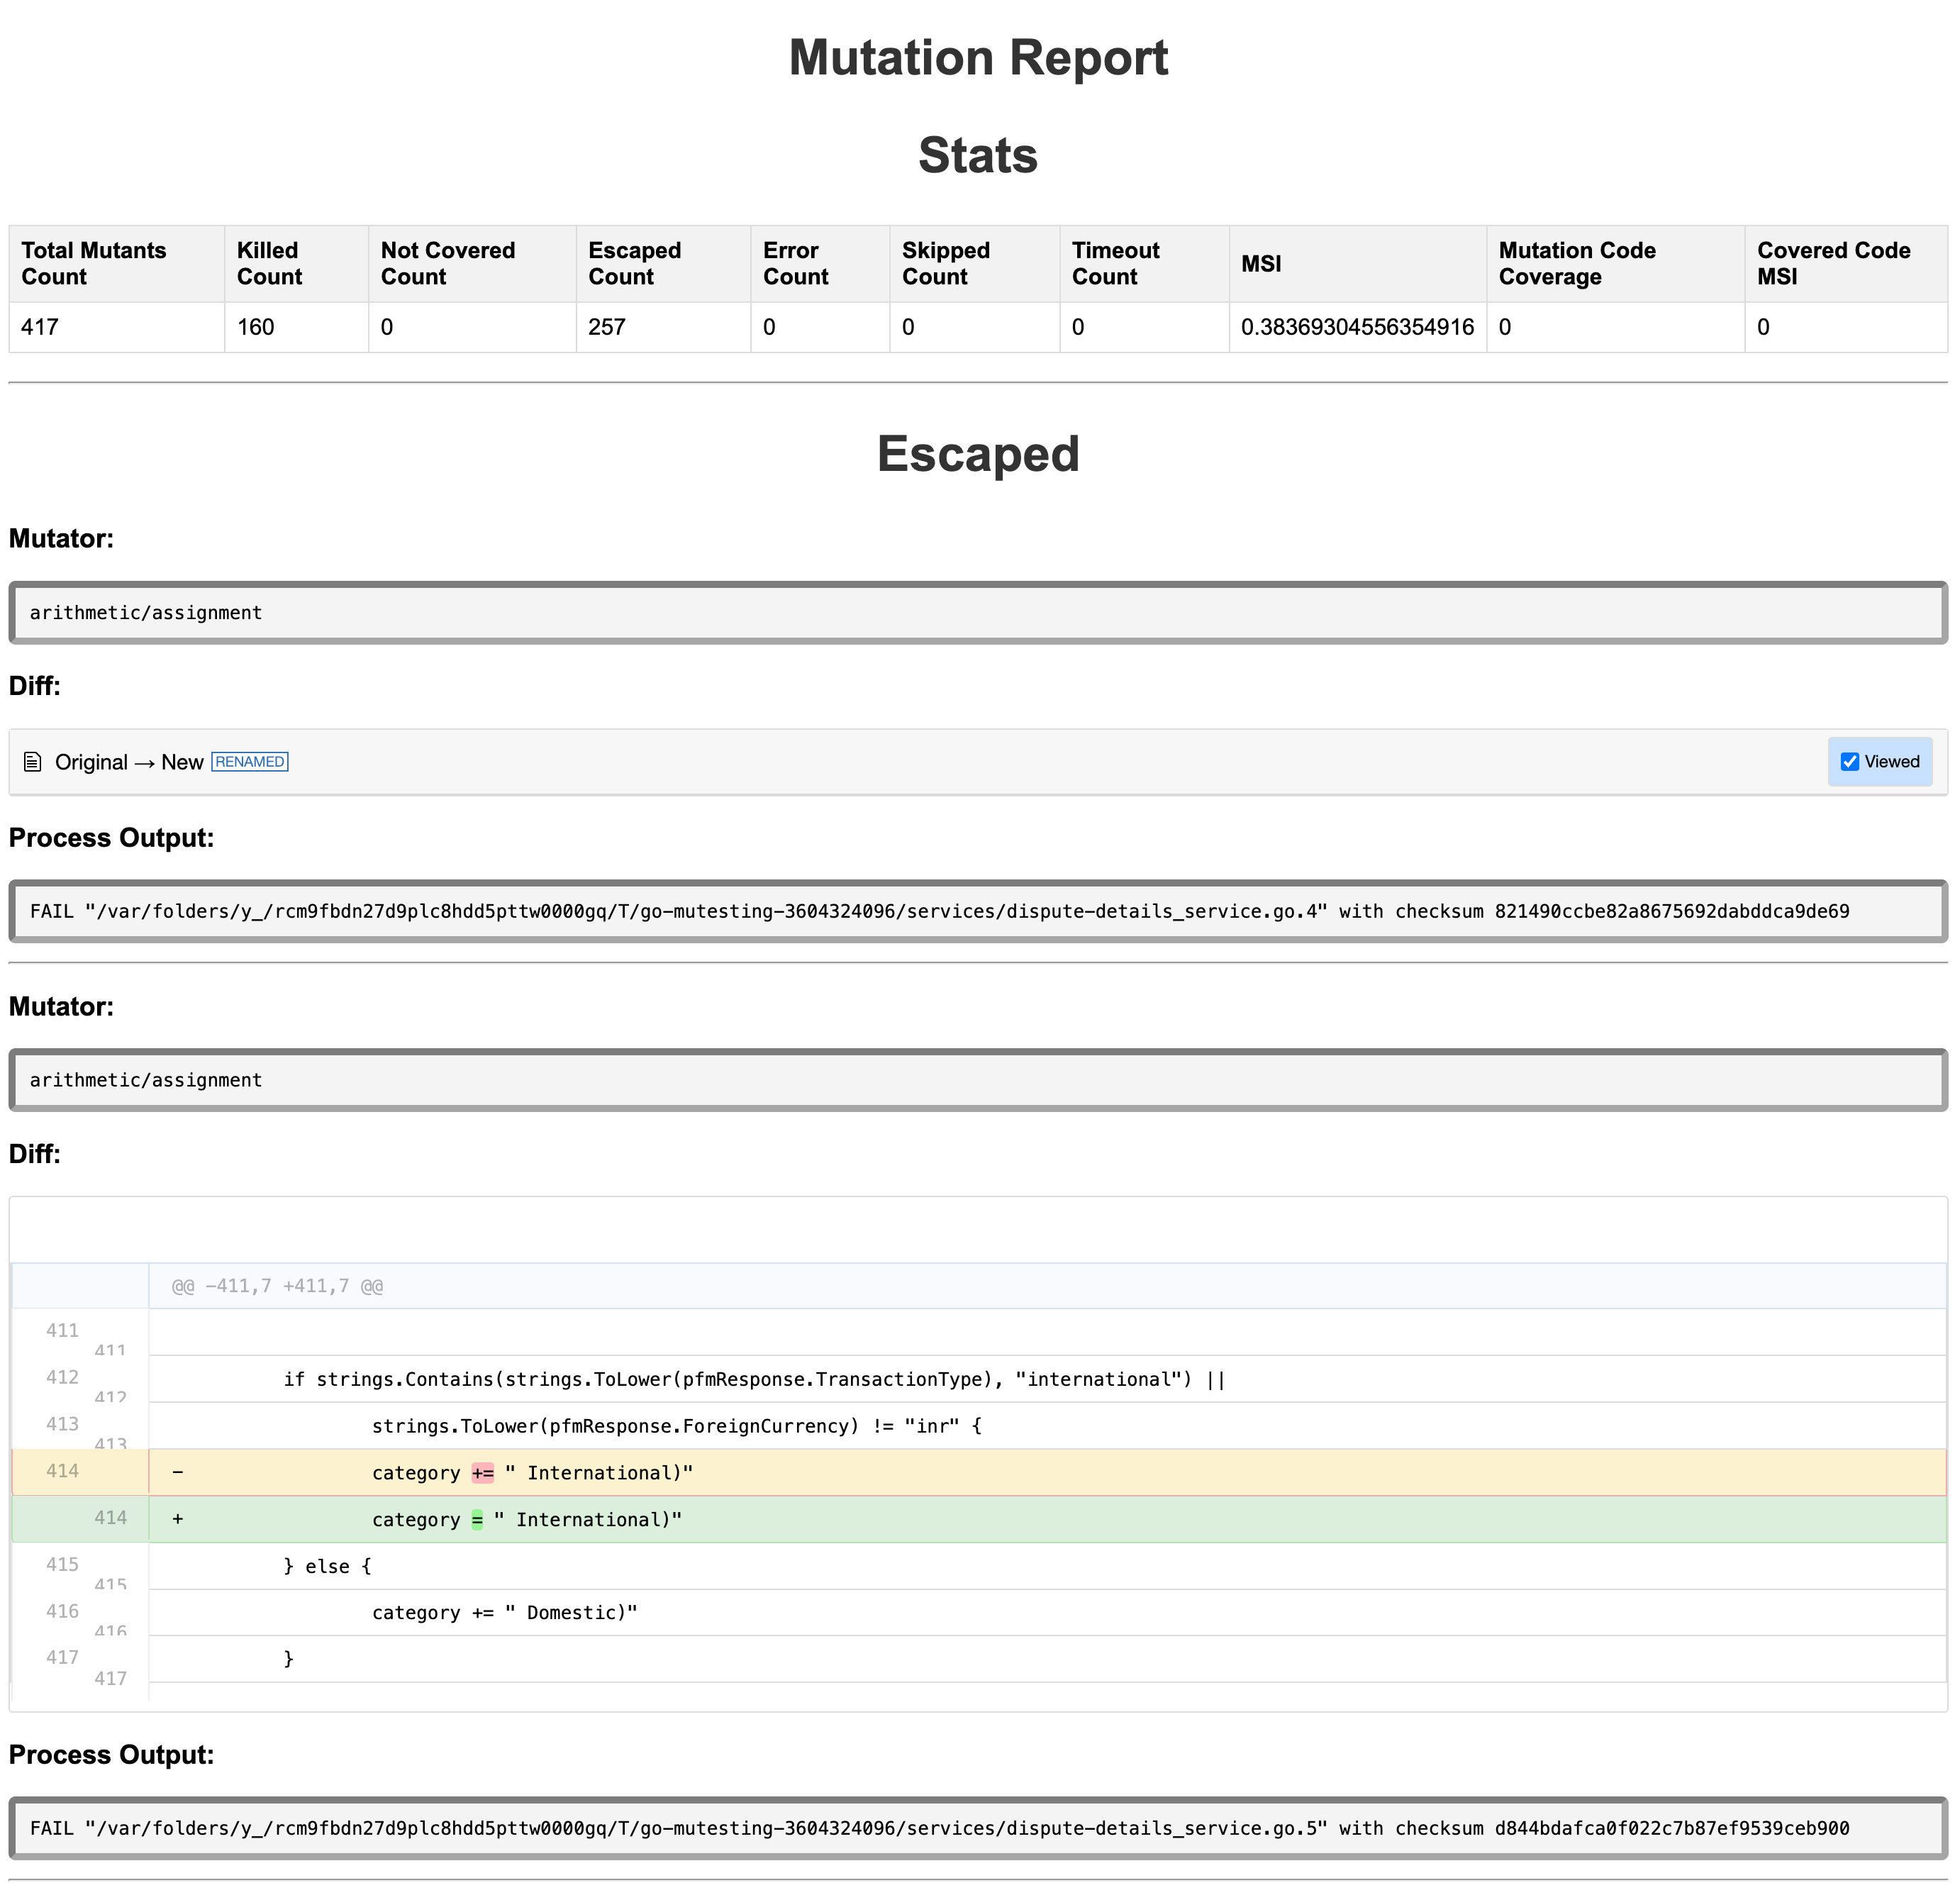 Mutation Report
Stats
Total Mutants Count
Killed Count
Not Covered Count
Escaped Count
Error Count
Skipped Count
Timeout Count
MSI
Mutation Code Coverage
Covered Code MSI
417 160 0 257 0 0 0 0.38369304556354916 0 0
Escaped
Mutator:
arithmetic/assignment
Diff:
Original → New RENAMED Viewed
Process Output:
FAIL "/var/folders/y_/rcm9fbdn27d9plc8hdd5pttw0000gq/T/go-mutesting-3604324096/services/dispute-details_service.go.4" with checksum 821490ccbe82a8675692dabddca9de69
Mutator:
arithmetic/assignment
Diff:
@@ -411,7 +411,7 @@
411 411
412 412 if strings.Contains(strings.ToLower(pfmResponse.TransactionType), "international") ||
413 413 strings.ToLower(pfmResponse.ForeignCurrency) != "inr" {
414 - category += " International)"
414 + category = " International)"
415 415 } else {
416 416 category += " Domestic)"
417 417 }
Process Output:
FAIL "/var/folders/y_/rcm9fbdn27d9plc8hdd5pttw0000gq/T/go-mutesting-3604324096/services/dispute-details_service.go.5" with checksum d844bdafca0f022c7b87ef9539ceb900